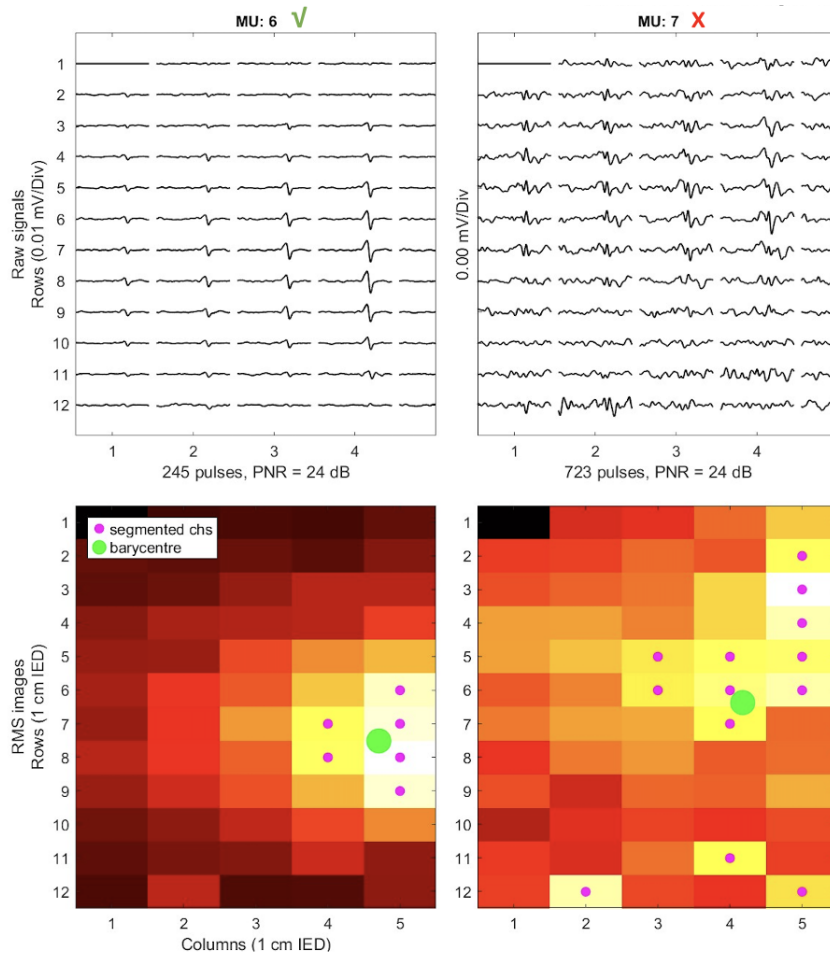 MU: 6 √
MU: 7 X
1
2
3
4
5
6
7
8
9
10
11
12
Raw signals
Rows (0.01 mV/Div)
0.00 mV/Div
1 2 3 4
1 2 3 4
245 pulses, PNR = 24 dB
723 pulses, PNR = 24 dB
segmented chs
barycentre
1
2
3
4
5
6
7
8
9
10
11
12
RMS images
Rows (1 cm IED)
1
2
3
4
5
6
7
8
9
10
11
12
1 2 3 4 5
1 2 3 4 5
Columns (1 cm IED)